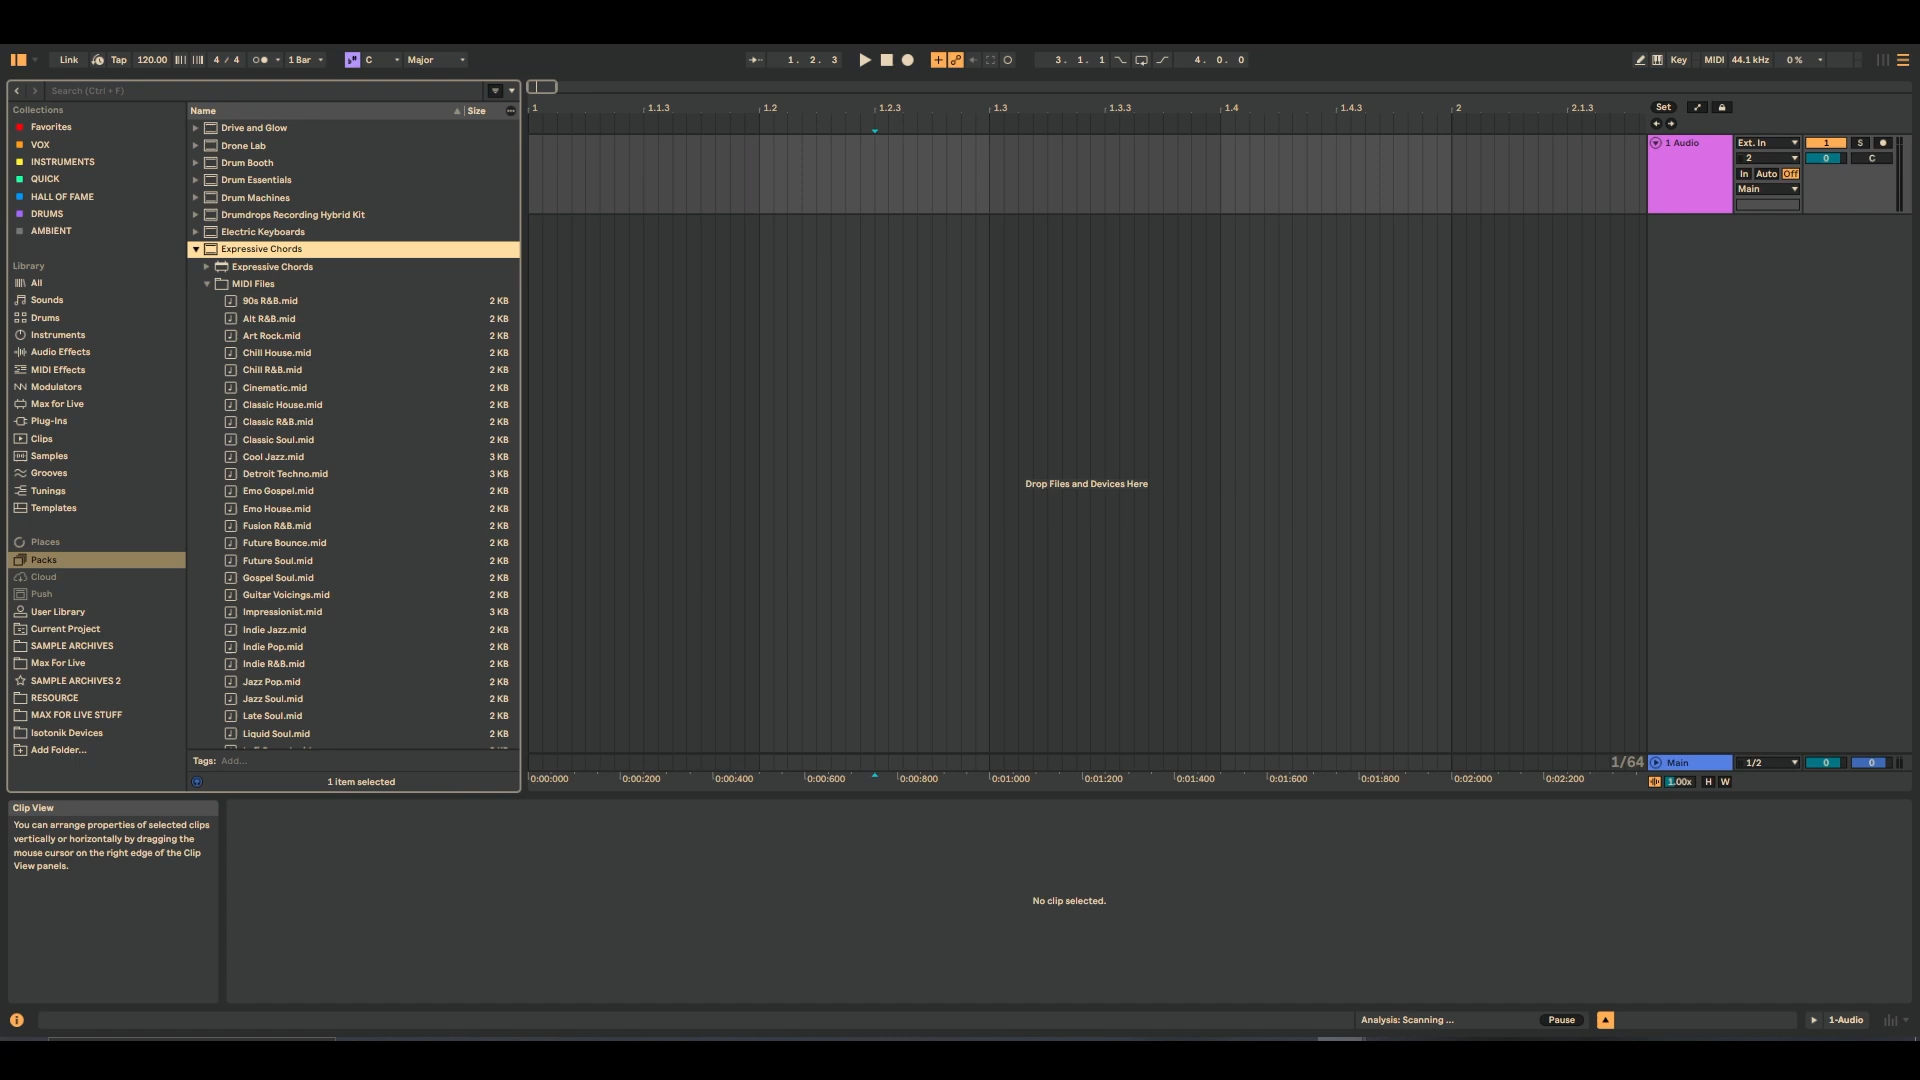 Link Tap 120.00 4 / 4 1 Bar C Major 1. 2. 3 3. 1. 1 4. 0. 0 Key MIDI 44.1 kHz 0 %
Search (Ctrl + F)
Collections
Favorites
VOX
INSTRUMENTS
QUICK
HALL OF FAME
DRUMS
AMBIENT
Library
All
Sounds
Drums
Instruments
Audio Effects
MIDI Effects
Modulators
Max for Live
Plug-Ins
Clips
Samples
Grooves
Tunings
Templates
Places
Packs
Cloud
Push
User Library
Current Project
SAMPLE ARCHIVES
Max For Live
SAMPLE ARCHIVES 2
RESOURCE
MAX FOR LIVE STUFF
Isotonik Devices
Add Folder...
Name Size
Drive and Glow
Drone Lab
Drum Booth
Drum Essentials
Drum Machines
Drumdrops Recording Hybrid Kit
Electric Keyboards
Expressive Chords
Expressive Chords
MIDI Files
90s R&B.mid 2 KB
Alt R&B.mid 2 KB
Art Rock.mid 2 KB
Chill House.mid 2 KB
Chill R&B.mid 2 KB
Cinematic.mid 2 KB
Classic House.mid 2 KB
Classic R&B.mid 2 KB
Classic Soul.mid 2 KB
Cool Jazz.mid 3 KB
Detroit Techno.mid 3 KB
Emo Gospel.mid 2 KB
Emo House.mid 2 KB
Fusion R&B.mid 2 KB
Future Bounce.mid 2 KB
Future Soul.mid 2 KB
Gospel Soul.mid 2 KB
Guitar Voicings.mid 2 KB
Impressionist.mid 3 KB
Indie Jazz.mid 2 KB
Indie Pop.mid 2 KB
Indie R&B.mid 2 KB
Jazz Pop.mid 2 KB
Jazz Soul.mid 2 KB
Late Soul.mid 2 KB
Liquid Soul.mid 2 KB
Tags: Add...
1 item selected
1 1.1.3 1.2 1.2.3 1.3 1.3.3 1.4 1.4.3 2 2.1.3
Set
1 Audio Ext. In 1 S
2 0 C
In Auto Off
Main
Drop Files and Devices Here
1/64 Main 1/2 0 0
0:00:000 0:00:200 0:00:400 0:00:600 0:00:800 0:01:000 0:01:200 0:01:400 0:01:600 0:01:800 0:02:000 0:02:200
1.00x H W
Clip View
You can arrange properties of selected clips
vertically or horizontally by dragging the
mouse cursor on the right edge of the Clip
View panels.
No clip selected.
Analysis: Scanning ... Pause 1-Audio